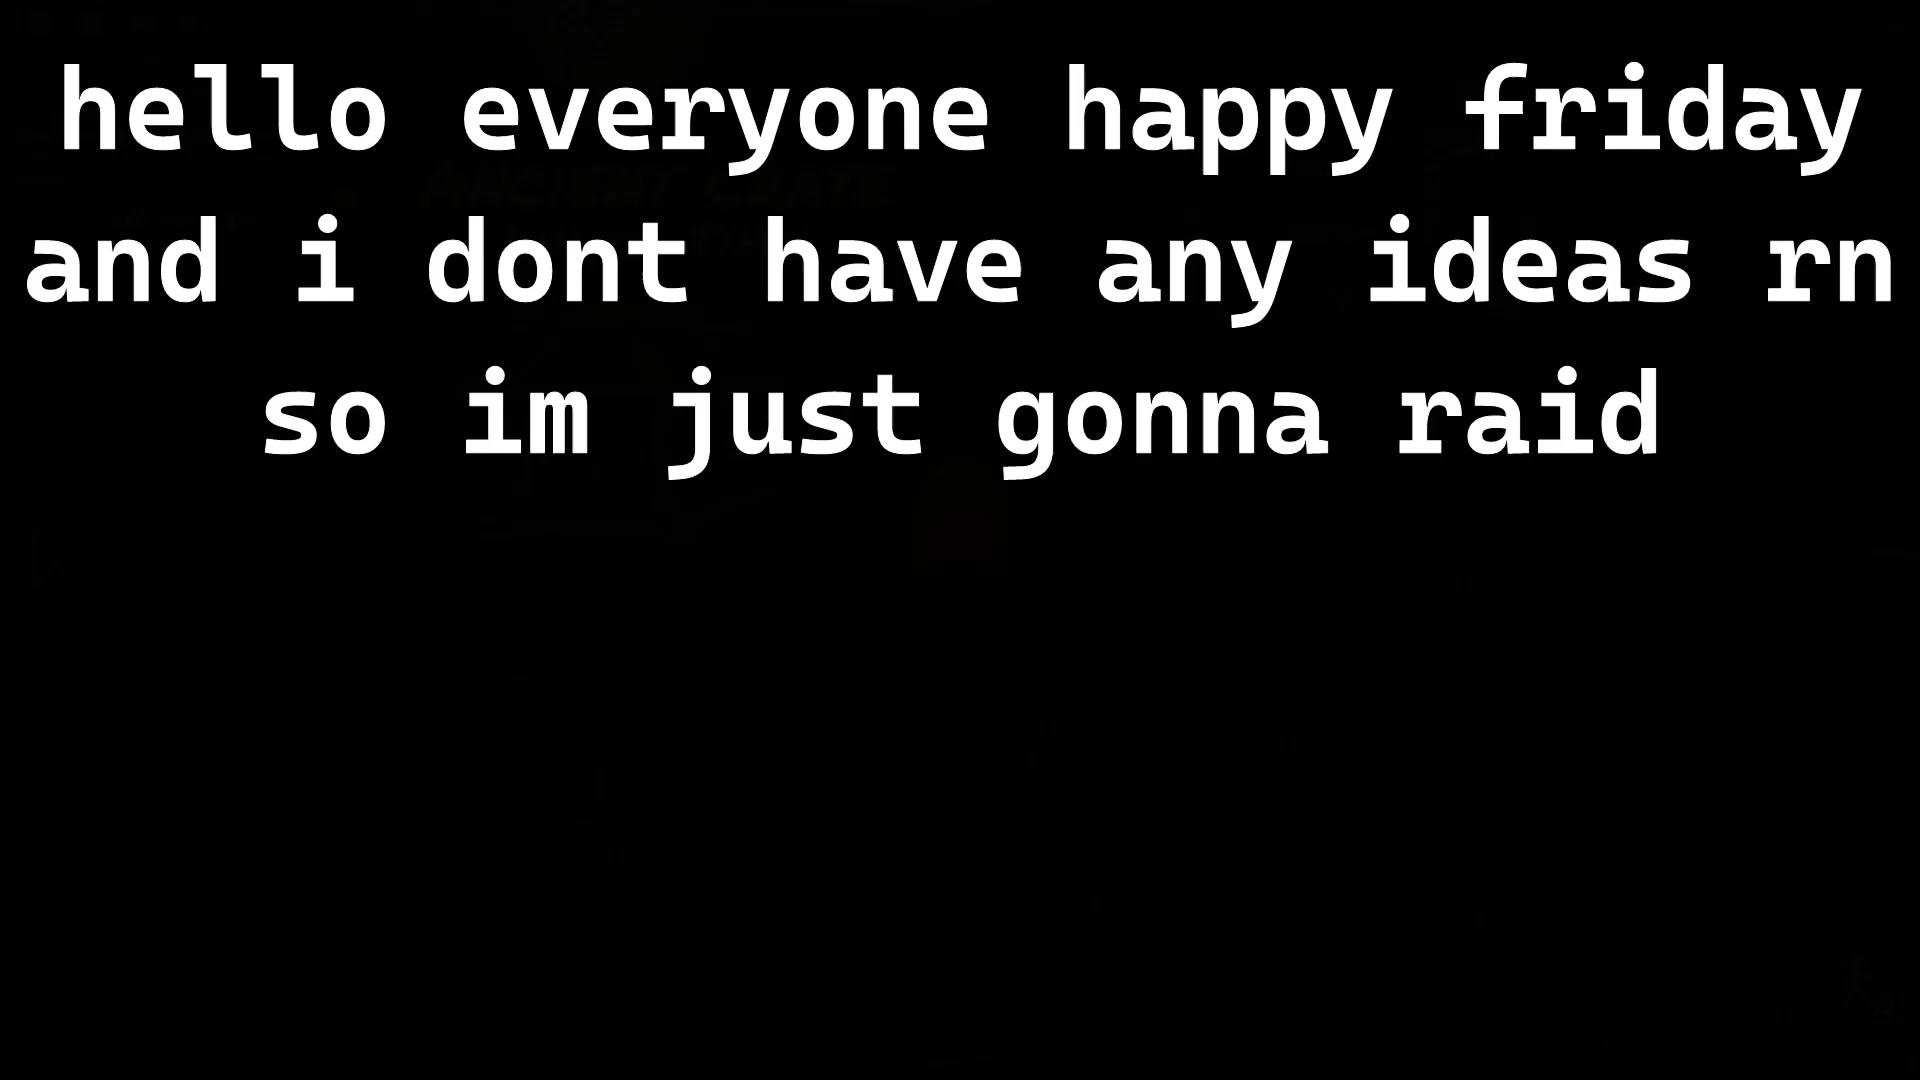 hello everyone happy friday
and i dont have any ideas rn
so im just gonna raid